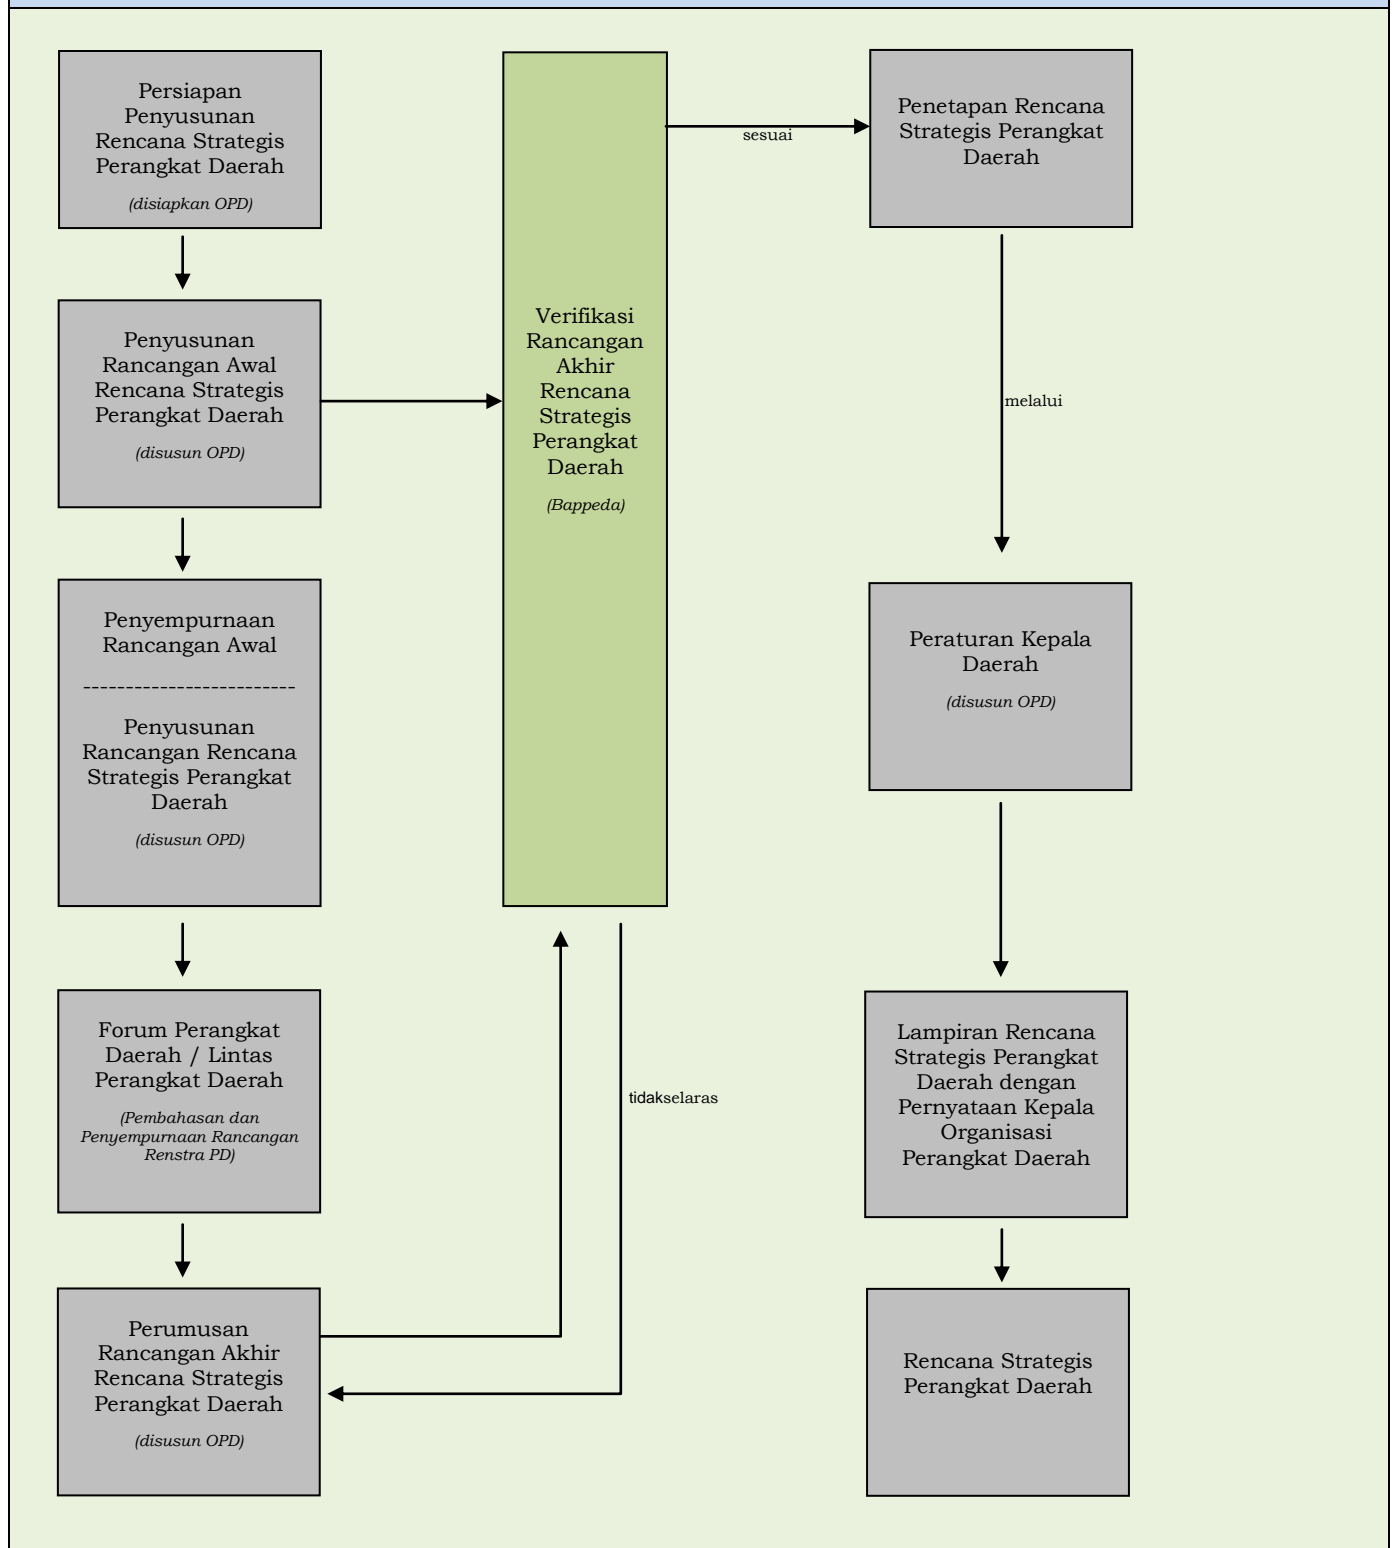 Persiapan
Penyusunan
Rencana Strategis
Perangkat Daerah
(disiapkan OPD)
Penyusunan
Rancangan Awal
Rencana Strategis
Perangkat Daerah
(disusun OPD)
Penyempurnaan
Rancangan Awal
-------------------------
Penyusunan
Rancangan Rencana
Strategis Perangkat
Daerah
(disusun OPD)
Forum Perangkat
Daerah / Lintas
Perangkat Daerah
(Pembahasan dan
Penyempurnaan Rancangan
Renstra PD)
Perumusan
Rancangan Akhir
Rencana Strategis
Perangkat Daerah
(disusun OPD)
Verifikasi
Rancangan
Akhir
Rencana
Strategis
Perangkat
Daerah
(Bappeda)
tidakselaras
sesuai
Penetapan Rencana
Strategis Perangkat
Daerah
melalui
Peraturan Kepala
Daerah
(disusun OPD)
Lampiran Rencana
Strategis Perangkat
Daerah dengan
Pernyataan Kepala
Organisasi
Perangkat Daerah
Rencana Strategis
Perangkat Daerah